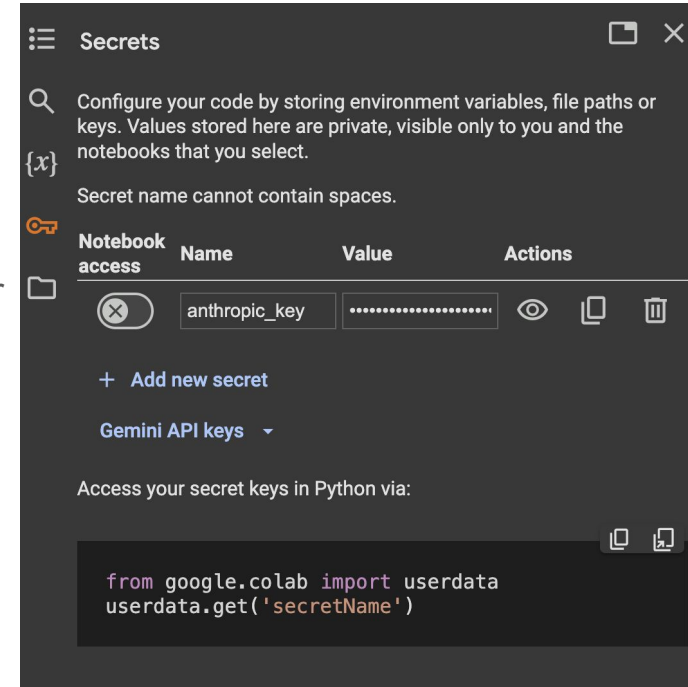 Secrets
Configure your code by storing environment variables, file paths or
keys. Values stored here are private, visible only to you and the
notebooks that you select.
{x}
Secret name cannot contain spaces.
Notebook
access
Name
Value
Actions
anthropic_key
••••••••••••••••••••••
+ Add new secret
Gemini API keys
Access your secret keys in Python via:
from google.colab import userdata
userdata.get('secretName')